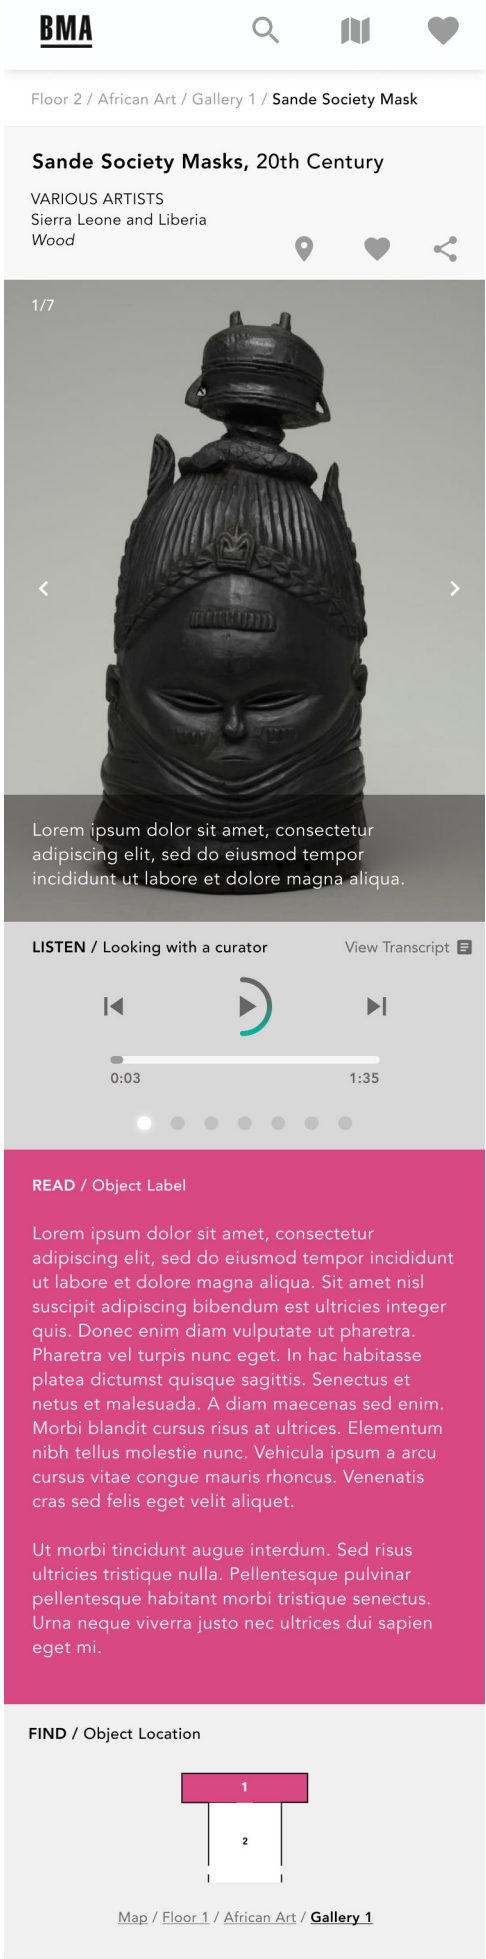 BMA
Floor 2 / African Art / Gallery 1 / Sande Society Mask
Sande Society Masks, 20th Century
VARIOUS ARTISTS
Sierra Leone and Liberia
Wood
1/7
Lorem ipsum dolor sit amet, consectetur
adipiscing elit, sed do eiusmod tempor
incididunt ut labore et dolore magna aliqua.
LISTEN / Looking with a curator View Transcript
0:03 1:35
READ / Object Label
Lorem ipsum dolor sit amet, consectetur
adipiscing elit, sed do eiusmod tempor incididunt
ut labore et dolore magna aliqua. Sit amet nisl
suscipit adipiscing bibendum est ultricies integer
quis. Donec enim diam vulputate ut pharetra.
Pharetra vel turpis nunc eget. In hac habitasse
platea dictumst quisque sagittis. Senectus et
netus et malesuada. A diam maecenas sed enim.
Morbi blandit cursus risus at ultrices. Elementum
nibh tellus molestie nunc. Vehicula ipsum a arcu
cursus vitae congue mauris rhoncus. Venenatis
cras sed felis eget velit aliquet.
Ut morbi tincidunt augue interdum. Sed risus
ultricies tristique nulla. Pellentesque pulvinar
pellentesque habitant morbi tristique senectus.
Urna neque viverra justo nec ultrices dui sapien
eget mi.
FIND / Object Location
1
2
Map / Floor 1 / African Art / Gallery 1